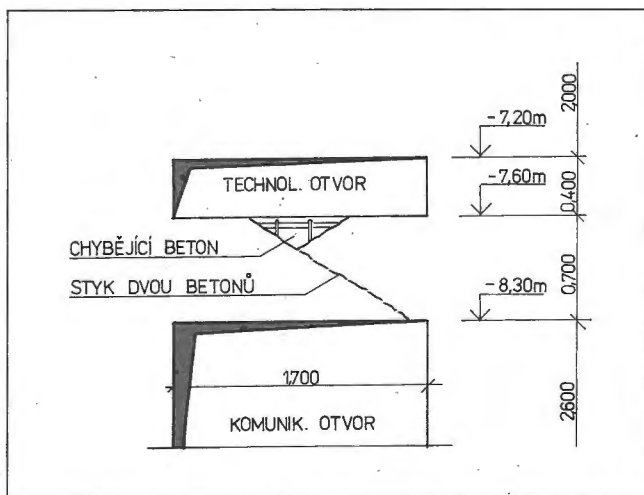 2000
-7,20m
TECHNOL. OTVOR
-7,60m
0,400
CHYBĚJÍCÍ BETON
STYK DVOU BETONŮ
-8,30m
0,700
1,700
2600
KOMUNIK. OTVOR